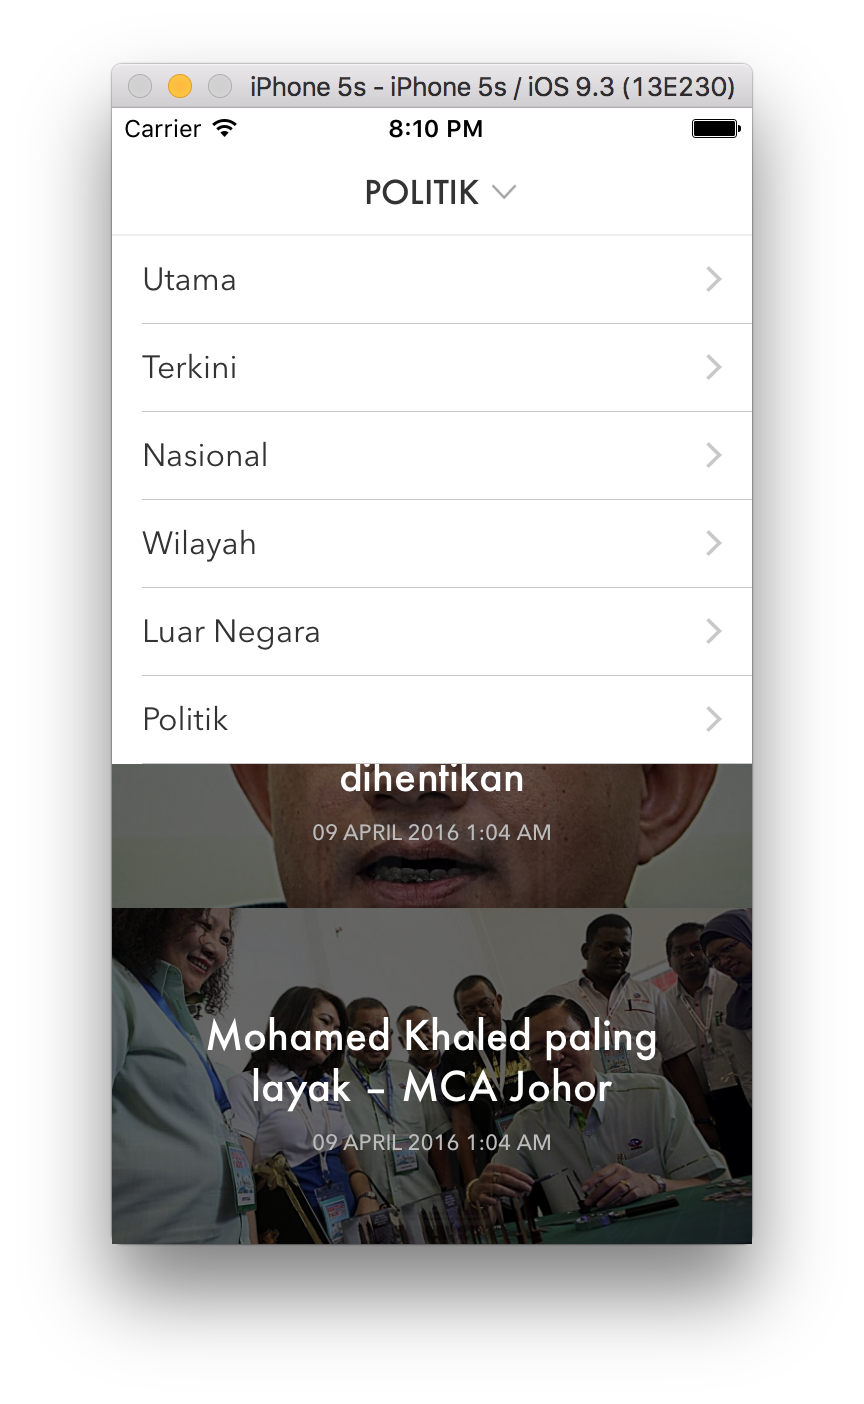 iPhone 5s - iPhone 5s / iOS 9.3 (13E230)
Carrier 8:10 PM
POLITIK
Utama
Terkini
Nasional
Wilayah
Luar Negara
Politik
dihentikan
09 APRIL 2016 1:04 AM
Mohamed Khaled paling
layak – MCA Johor
09 APRIL 2016 1:04 AM